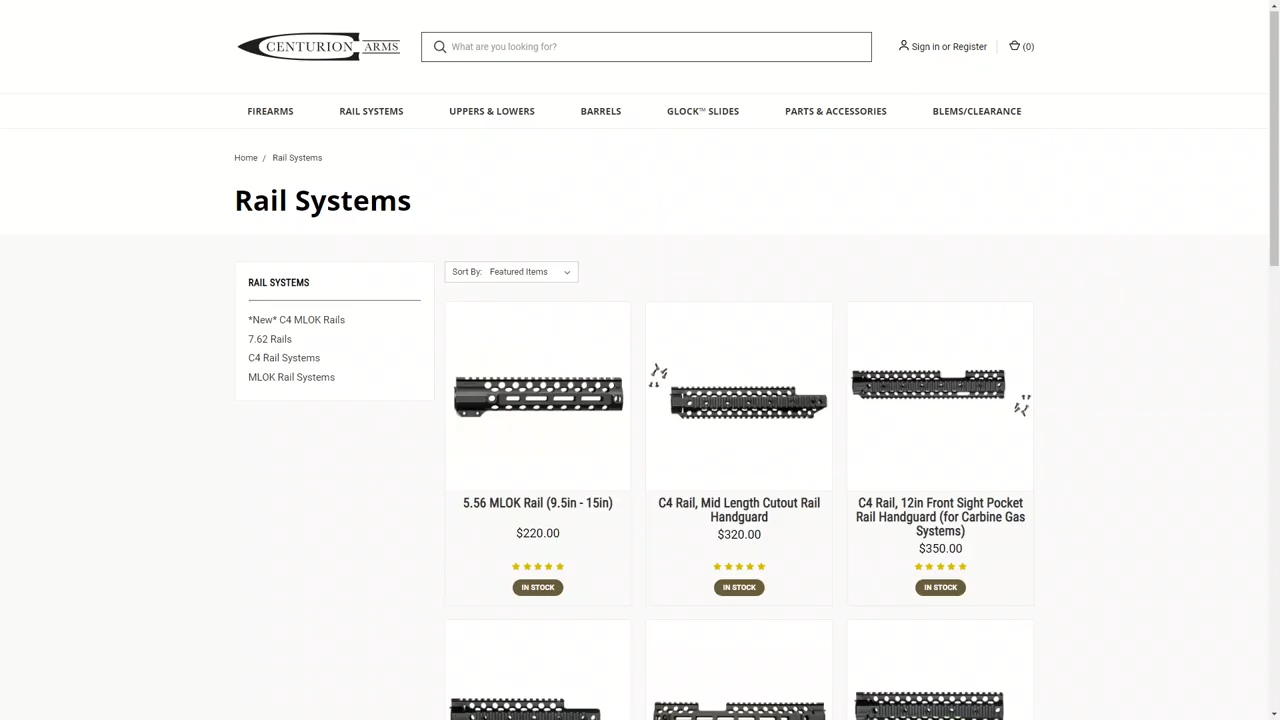 CENTURION ARMS
What are you looking for?
Sign in or Register
(0)
FIREARMS
RAIL SYSTEMS
UPPERS & LOWERS
BARRELS
GLOCK™ SLIDES
PARTS & ACCESSORIES
BLEMS/CLEARANCE
Home / Rail Systems
Rail Systems
RAIL SYSTEMS
*New* C4 MLOK Rails
7.62 Rails
C4 Rail Systems
MLOK Rail Systems
Sort By: Featured Items
5.56 MLOK Rail (9.5in - 15in)
$220.00
IN STOCK
C4 Rail, Mid Length Cutout Rail
Handguard
$320.00
IN STOCK
C4 Rail, 12in Front Sight Pocket
Rail Handguard (for Carbine Gas
Systems)
$350.00
IN STOCK